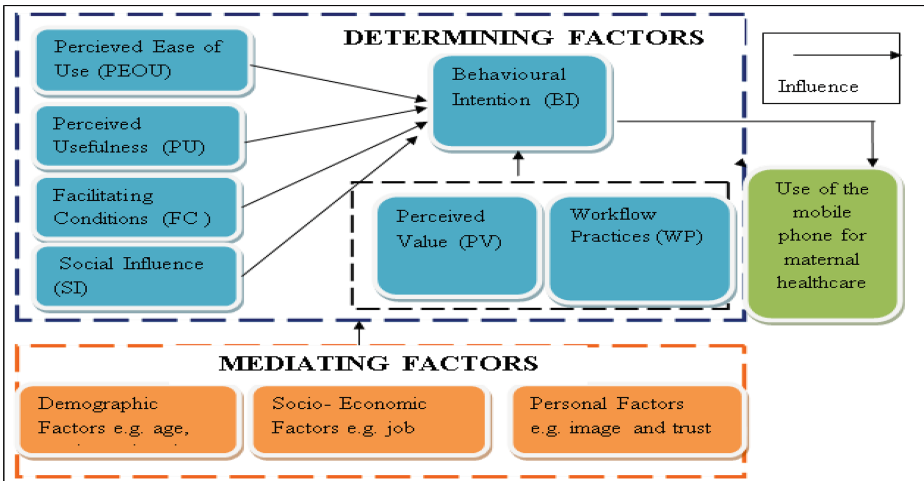 DETERMINING FACTORS
Percieved Ease of
Use (PEOU)
Behavioural
Intention (BI)
Influence
Perceived
Usefulness (PU)
Facilitating
Conditions (FC )
Social Influence
(SI)
Perceived
Value (PV)
Workflow
Practices (WP)
Use of the
mobile
phone for
maternal
healthcare
MEDIATING FACTORS
Demographic
Factors e.g. age,
Socio- Economic
Factors e.g. job
Personal Factors
e.g. image and trust